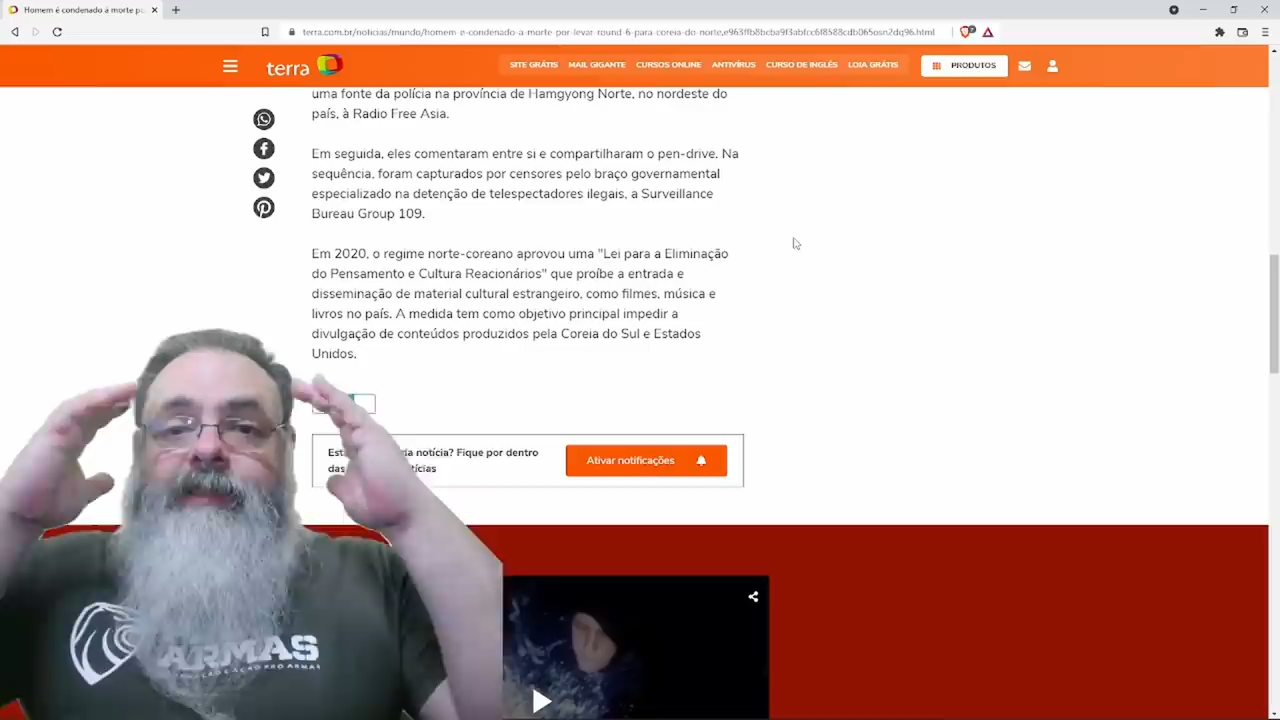 Homem é condenado à morte po
terra.com.br/noticias/mundo/homem-e-condenado-a-morte-por-levar-round-6-para-coreia-do-norte,e963ffb8bcba9f3abfcc6f8588cdb065osn2dq96.html
terra
SITE GRÁTIS MAIL GIGANTE CURSOS ONLINE ANTIVÍRUS CURSO DE INGLÊS LOJA GRÁTIS
PRODUTOS
uma fonte da polícia na província de Hamgyong Norte, no nordeste do
país, à Radio Free Asia.
Em seguida, eles comentaram entre si e compartilharam o pen-drive. Na
sequência, foram capturados por censores pelo braço governamental
especializado na detenção de telespectadores ilegais, a Surveillance
Bureau Group 109.
Em 2020, o regime norte-coreano aprovou uma "Lei para a Eliminação
do Pensamento e Cultura Reacionários" que proíbe a entrada e
disseminação de material cultural estrangeiro, como filmes, música e
livros no país. A medida tem como objetivo principal impedir a
divulgação de conteúdos produzidos pela Coreia do Sul e Estados
Unidos.
notícia? Fique por dentro
das
Ativar notificações
ARMAS